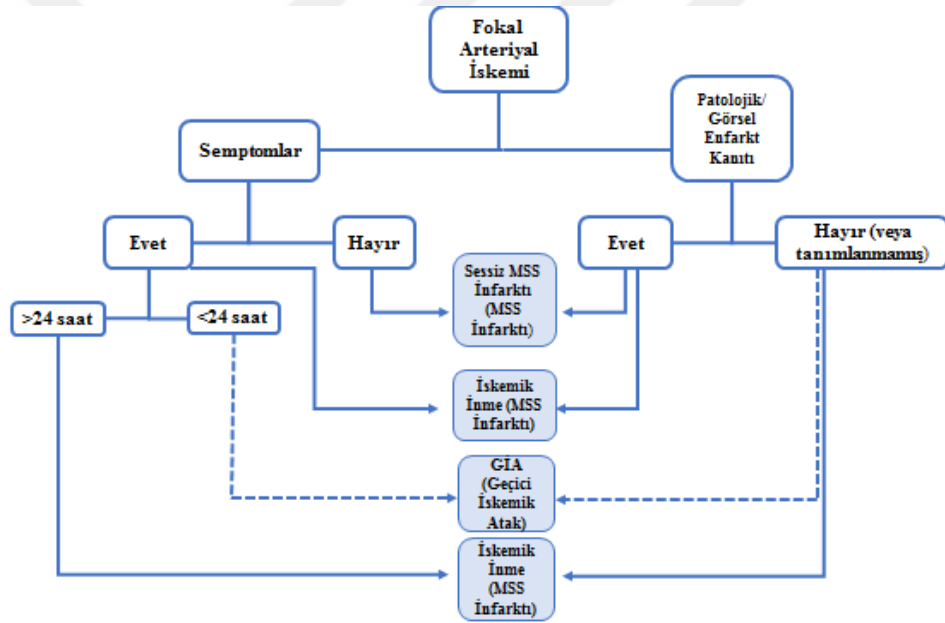 Fokal
Arteriyal
İskemi
Patolojik/
Görsel
Enfarkt
Kanıtı
Semptomlar
Evet
Hayır
Evet
Hayır (veya
tanımlanmamış)
Sessiz MSS
İnfarktı
(MSS
İnfarktı)
>24 saat
<24 saat
İskemik
İnme (MSS
İnfarktı)
GİA
(Geçici
İskemik
Atak)
İskemik
İnme
(MSS
İnfarktı)